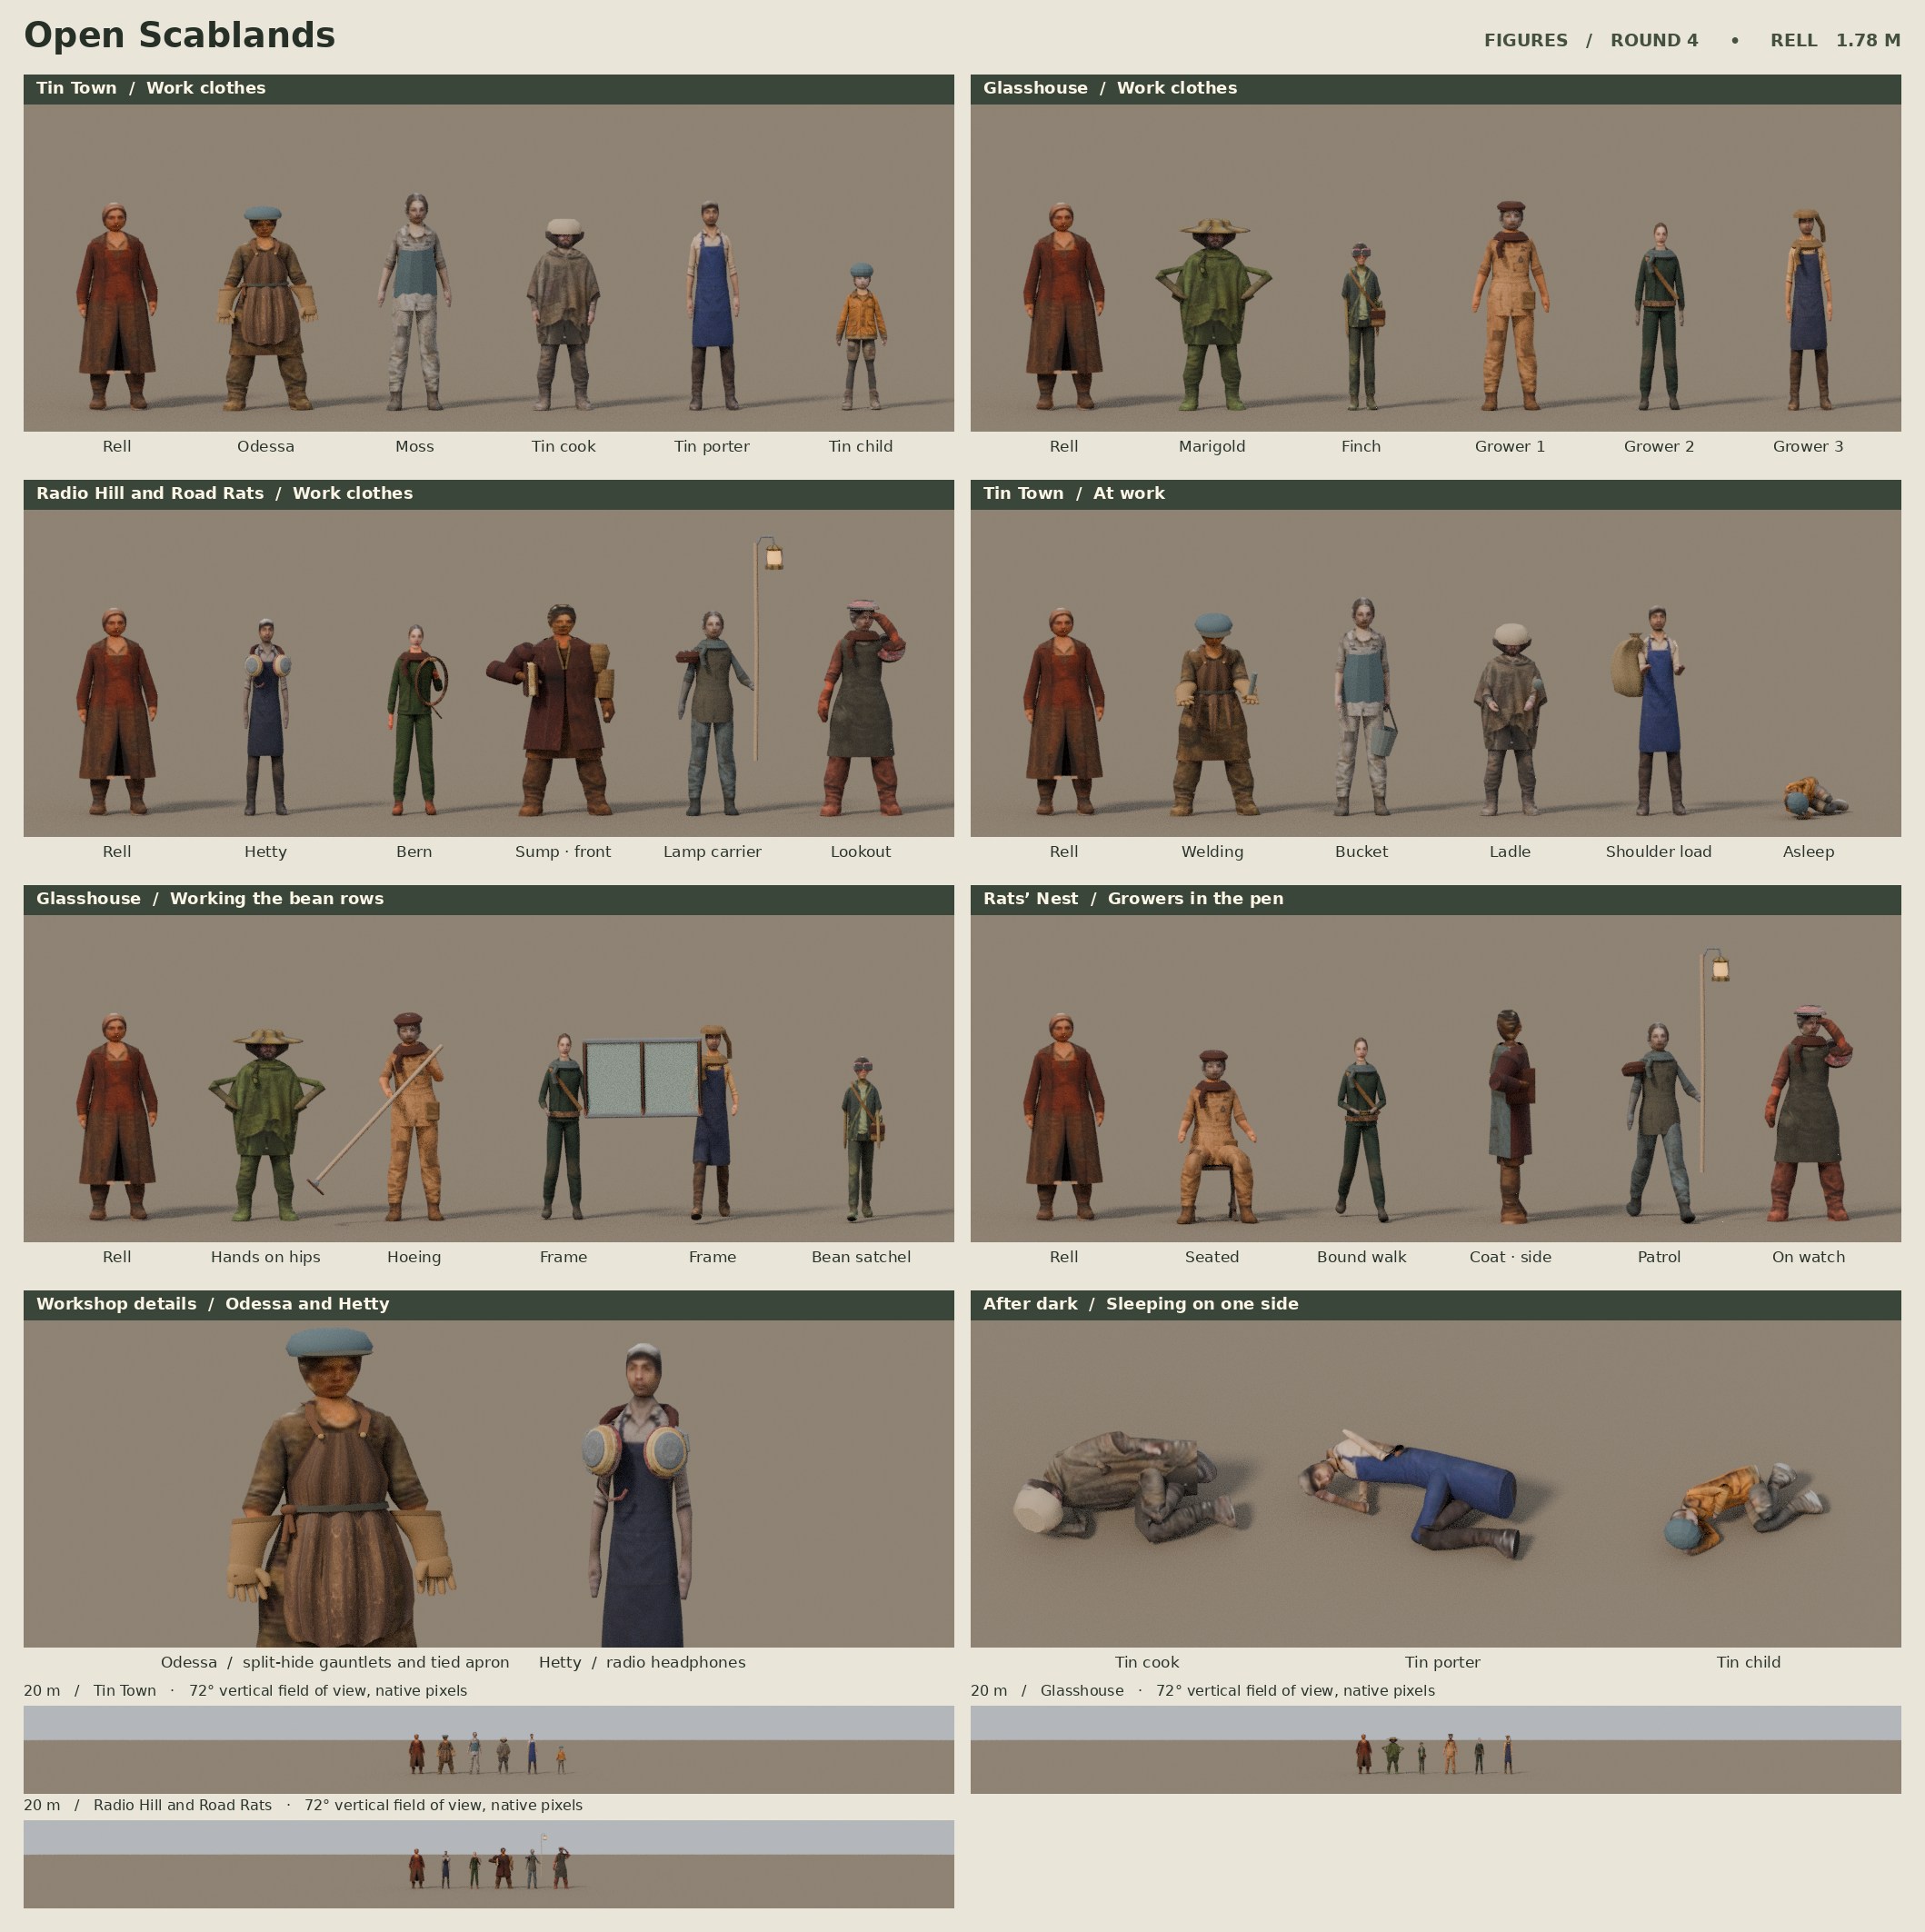 Open Scablands
FIGURES / ROUND 4 • RELL 1.78 M
Tin Town / Work clothes
Rell Odessa Moss Tin cook Tin porter Tin child
Glasshouse / Work clothes
Rell Marigold Finch Grower 1 Grower 2 Grower 3
Radio Hill and Road Rats / Work clothes
Rell Hetty Bern Sump · front Lamp carrier Lookout
Tin Town / At work
Rell Welding Bucket Ladle Shoulder load Asleep
Glasshouse / Working the bean rows
Rell Hands on hips Hoeing Frame Frame Bean satchel
Rats’ Nest / Growers in the pen
Rell Seated Bound walk Coat · side Patrol On watch
Workshop details / Odessa and Hetty
Odessa / split-hide gauntlets and tied apron Hetty / radio headphones
After dark / Sleeping on one side
Tin cook Tin porter Tin child
20 m / Tin Town · 72° vertical field of view, native pixels
20 m / Glasshouse · 72° vertical field of view, native pixels
20 m / Radio Hill and Road Rats · 72° vertical field of view, native pixels